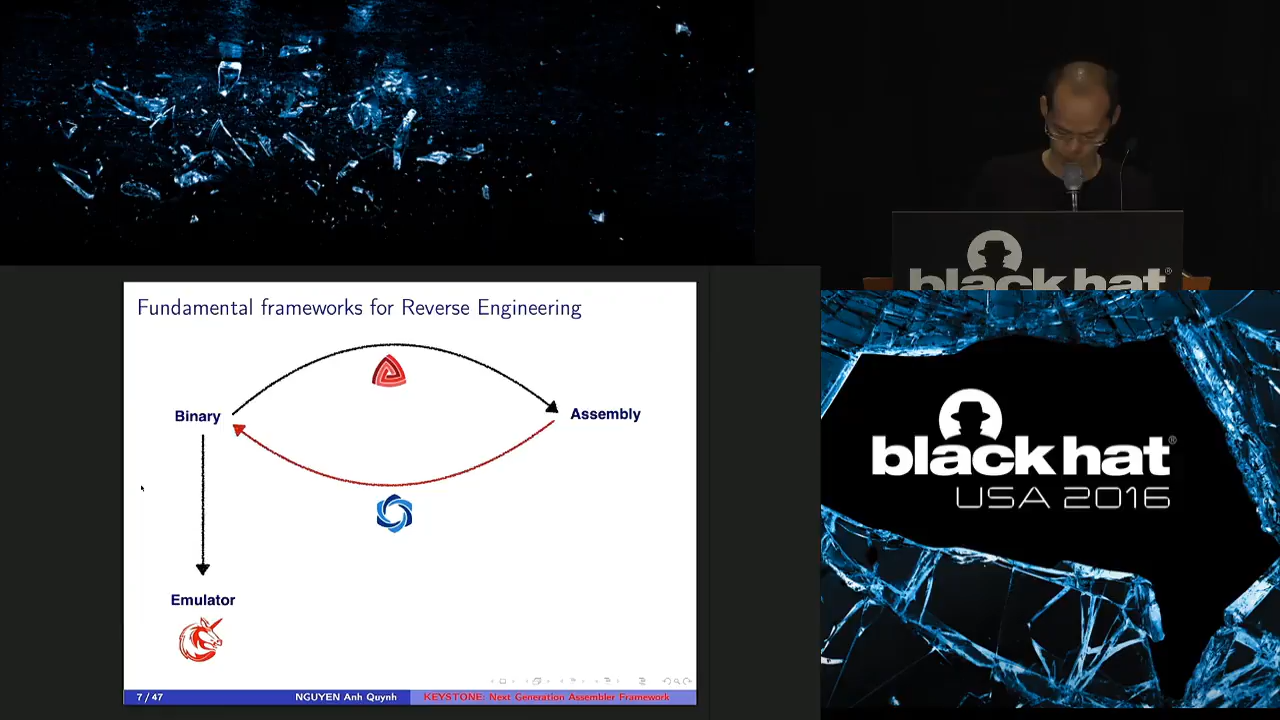 black hat®
Fundamental frameworks for Reverse Engineering
Binary
Assembly
Emulator
7 / 47
NGUYEN Anh Quynh
KEYSTONE: Next Generation Assembler Framework
black hat®
USA 2016